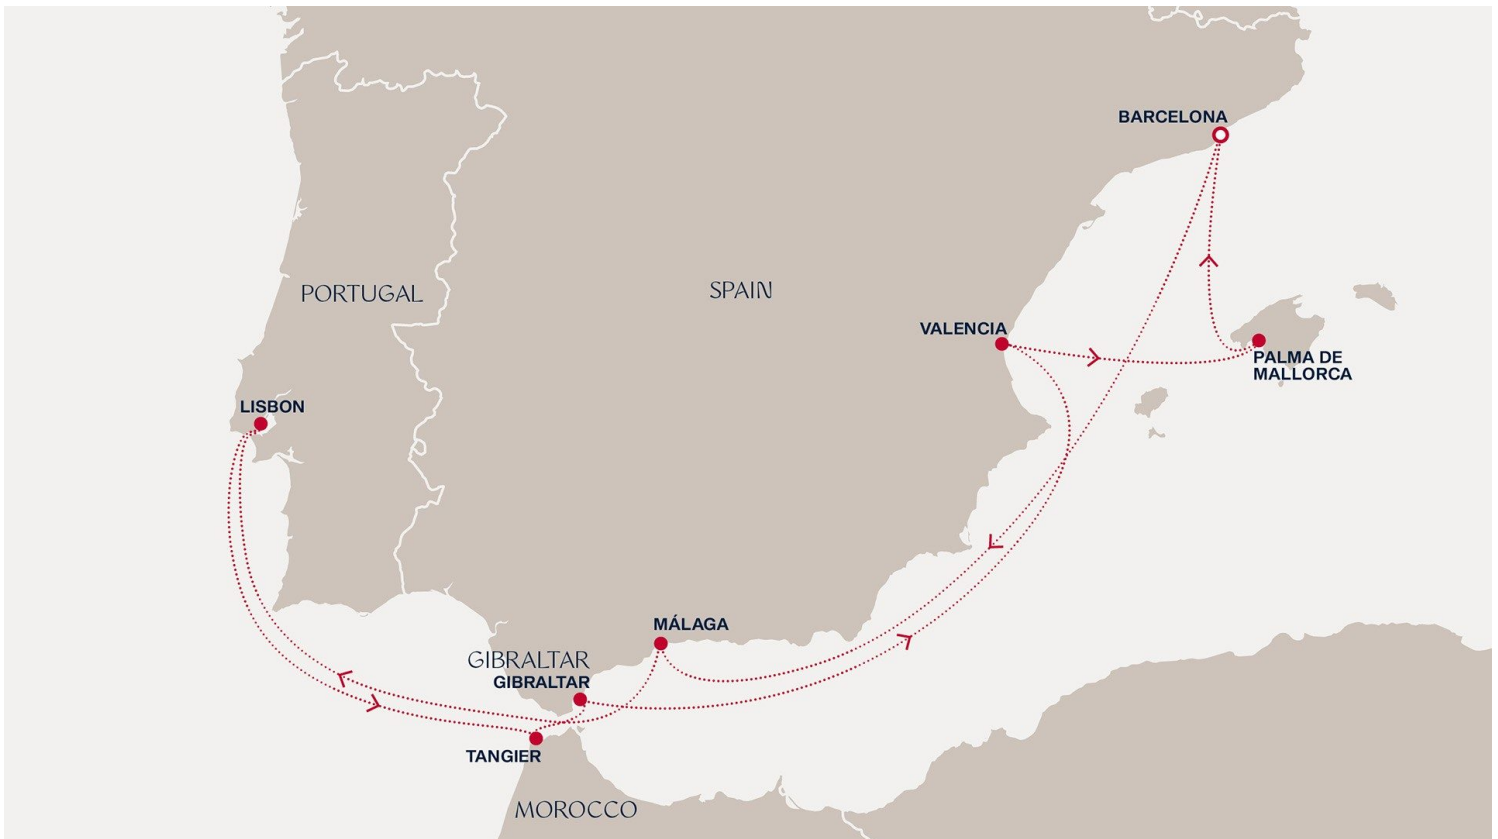 BARCELONA
PORTUGAL
SPAIN
VALENCIA
PALMA DE
MALLORCA
LISBON
MÁLAGA
GIBRALTAR
GIBRALTAR
TANGIER
MOROCCO